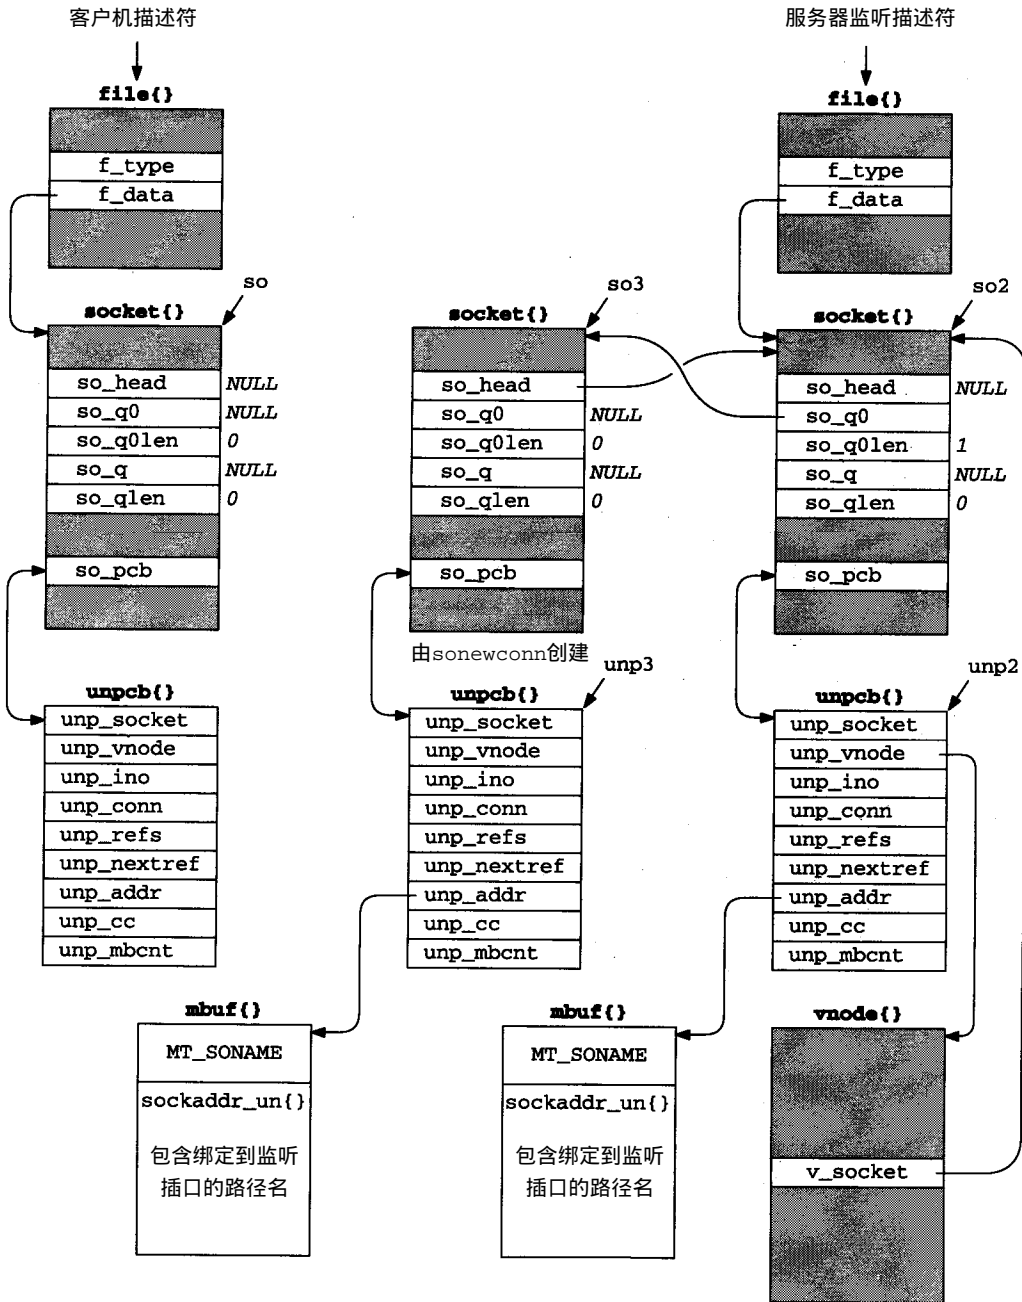 客户机描述符
服务器监听描述符
file{}
file{}
f_type
f_data
f_type
f_data
so
so3
so2
socket{}
socket{}
socket{}
so_head NULL
so_q0 NULL
so_q0len 0
so_q NULL
so_qlen 0
so_pcb
so_head
so_q0 NULL
so_q0len 0
so_q NULL
so_qlen 0
so_pcb
so_head NULL
so_q0
so_q0len 1
so_q NULL
so_qlen 0
so_pcb
由sonewconn创建
unp3
unp2
unpcb{}
unpcb{}
unpcb{}
unp_socket
unp_vnode
unp_ino
unp_conn
unp_refs
unp_nextref
unp_addr
unp_cc
unp_mbcnt
unp_socket
unp_vnode
unp_ino
unp_conn
unp_refs
unp_nextref
unp_addr
unp_cc
unp_mbcnt
unp_socket
unp_vnode
unp_ino
unp_conn
unp_refs
unp_nextref
unp_addr
unp_cc
unp_mbcnt
mbuf{}
mbuf{}
vnode{}
MT_SONAME
sockaddr_un{}
包含绑定到监听
插口的路径名
MT_SONAME
sockaddr_un{}
包含绑定到监听
插口的路径名
v_socket